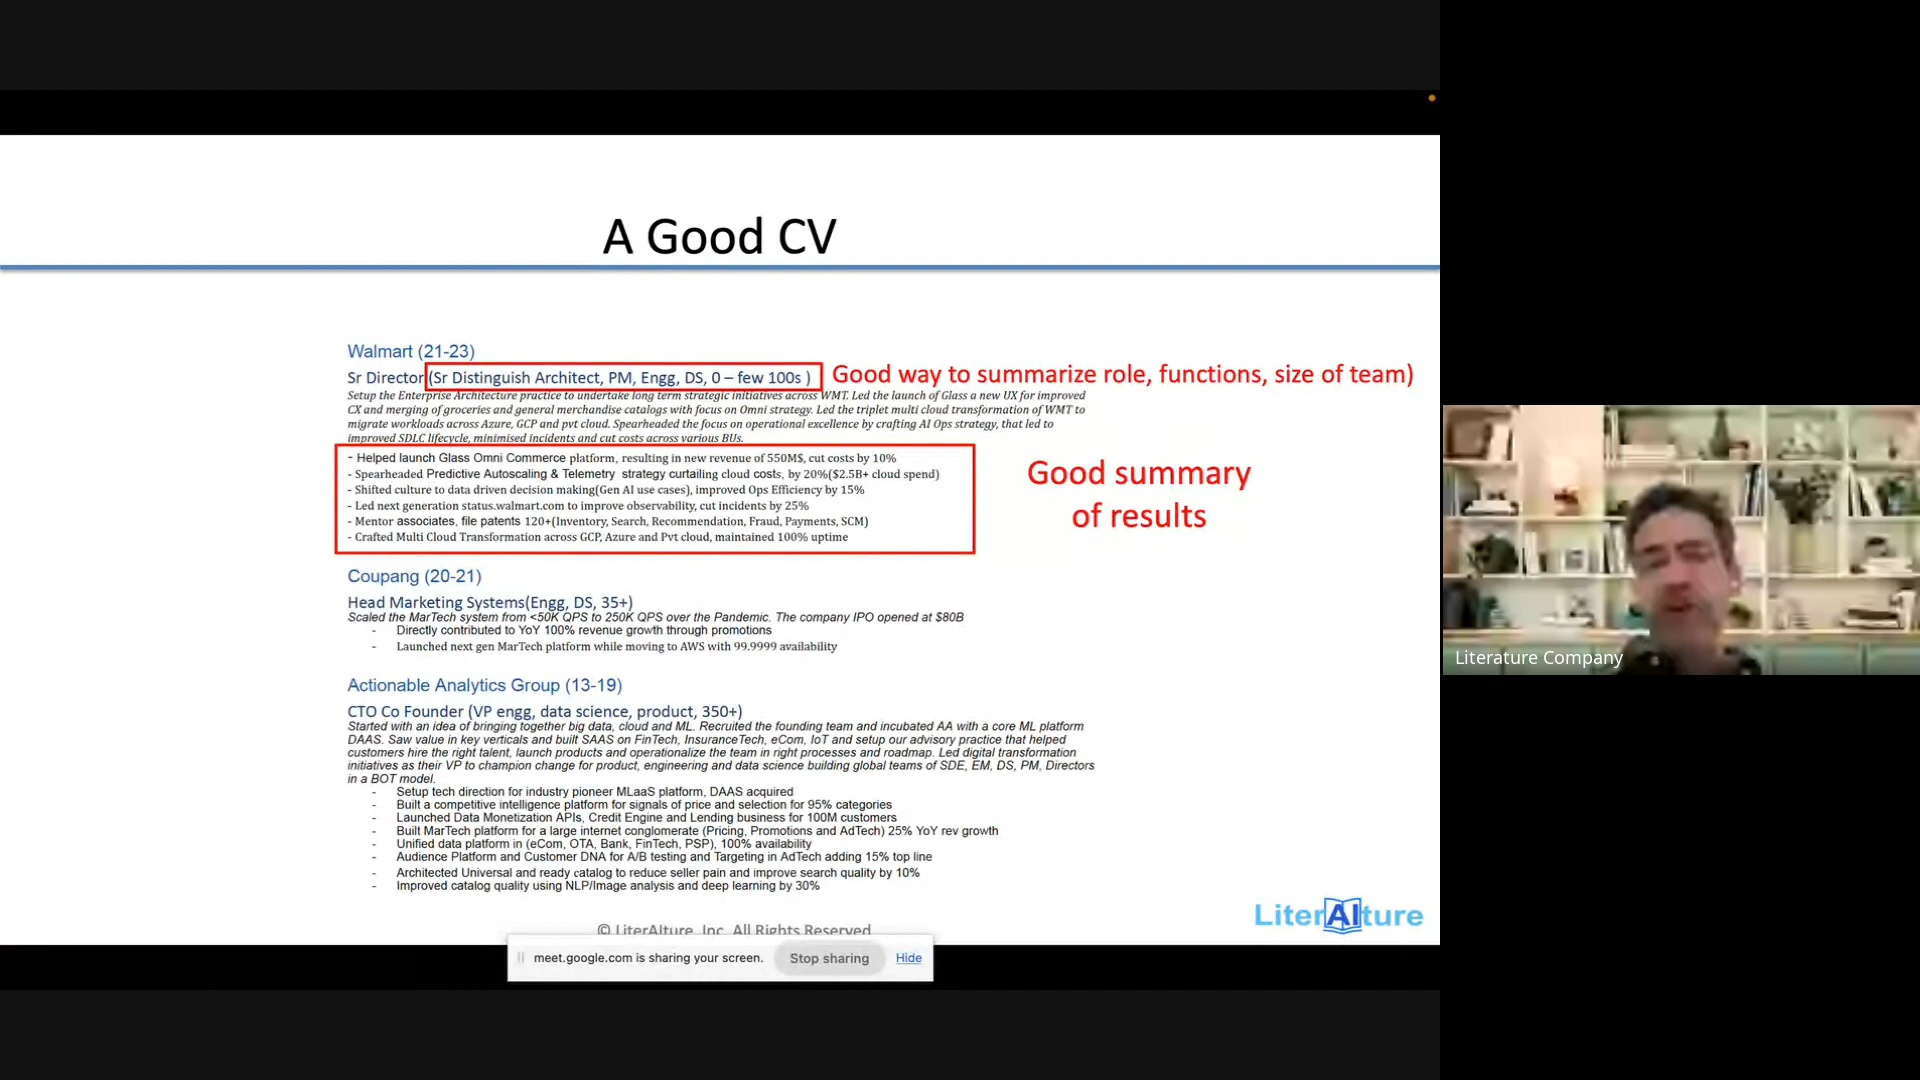 A Good CV
Walmart (21-23)
Sr Director (Sr Distinguish Architect, PM, Engg, DS, 0 – few 100s )
Good way to summarize role, functions, size of team)
Setup the Enterprise Architecture practice to undertake long term strategic initiatives across WMT. Led the launch of Glass a new UX for improved
CX and merging of groceries and general merchandise catalogs with focus on Omni strategy. Led the triplet multi cloud transformation of WMT to
migrate workloads across Azure, GCP and pvt cloud. Spearheaded the focus on operational excellence by crafting AI Ops strategy, that led to
improved SDLC lifecycle, minimised incidents and cut costs across various BUs.
- Helped launch Glass Omni Commerce platform, resulting in new revenue of 550M$, cut costs by 10%
- Spearheaded Predictive Autoscaling & Telemetry strategy curtailing cloud costs, by 20%($2.5B+ cloud spend)
- Shifted culture to data driven decision making(Gen AI use cases), improved Ops Efficiency by 15%
- Led next generation status.walmart.com to improve observability, cut incidents by 25%
- Mentor associates, file patents 120+(Inventory, Search, Recommendation, Fraud, Payments, SCM)
- Crafted Multi Cloud Transformation across GCP, Azure and Pvt cloud, maintained 100% uptime
Good summary
of results
Coupang (20-21)
Head Marketing Systems(Engg, DS, 35+)
Scaled the MarTech system from <50K QPS to 250K QPS over the Pandemic. The company IPO opened at $80B
- Directly contributed to YoY 100% revenue growth through promotions
- Launched next gen MarTech platform while moving to AWS with 99.9999 availability
Actionable Analytics Group (13-19)
CTO Co Founder (VP engg, data science, product, 350+)
Started with an idea of bringing together big data, cloud and ML. Recruited the founding team and incubated AA with a core ML platform
DAAS. Saw value in key verticals and built SAAS on FinTech, InsuranceTech, eCom, IoT and setup our advisory practice that helped
customers hire the right talent, launch products and operationalize the team in right processes and roadmap. Led digital transformation
initiatives as their VP to champion change for product, engineering and data science building global teams of SDE, EM, DS, PM, Directors
in a BOT model.
- Setup tech direction for industry pioneer MLaaS platform, DAAS acquired
- Built a competitive intelligence platform for signals of price and selection for 95% categories
- Launched Data Monetization APIs, Credit Engine and Lending business for 100M customers
- Built MarTech platform for a large internet conglomerate (Pricing, Promotions and AdTech) 25% YoY rev growth
- Unified data platform in (eCom, OTA, Bank, FinTech, PSP), 100% availability
- Audience Platform and Customer DNA for A/B testing and Targeting in AdTech adding 15% top line
- Architected Universal and ready catalog to reduce seller pain and improve search quality by 10%
- Improved catalog quality using NLP/Image analysis and deep learning by 30%
© LiterAIture, Inc. All Rights Reserved
LiterAIture
meet.google.com is sharing your screen.
Stop sharing
Hide
Literature Company